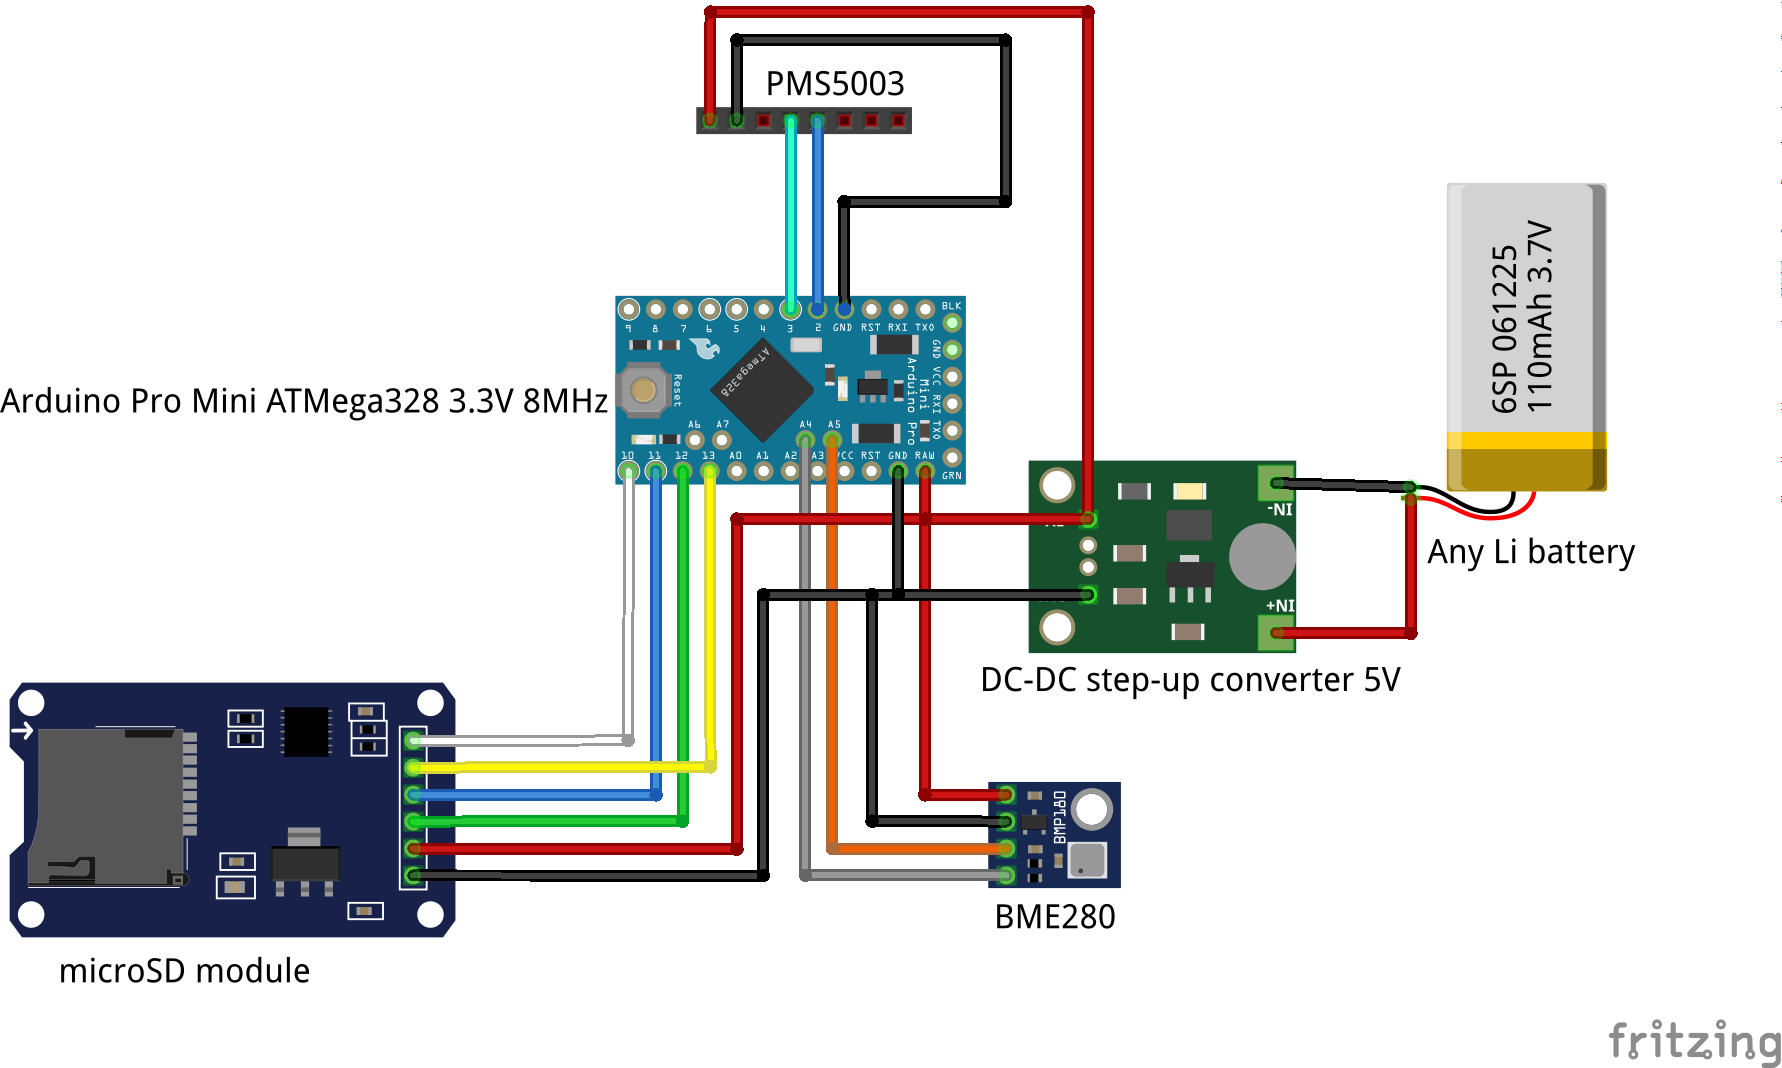 PMS5003
6SP 061225
110mAh 3.7V
BLK
9 8 7 6 5 4 3 2 GND RST RXI TXO
GND VCC RXI TXO
ATmega328
Reset
Arduino Pro
Mini
Arduino Pro Mini ATMega328 3.3V 8MHz
A6 A7 A4 A5
10 11 12 13 A0 A1 A2 A3 VCC RST GND RAW
GRN
-NI
Any Li battery
+NI
DC-DC step-up converter 5V
BMP180
BME280
microSD module
fritzing